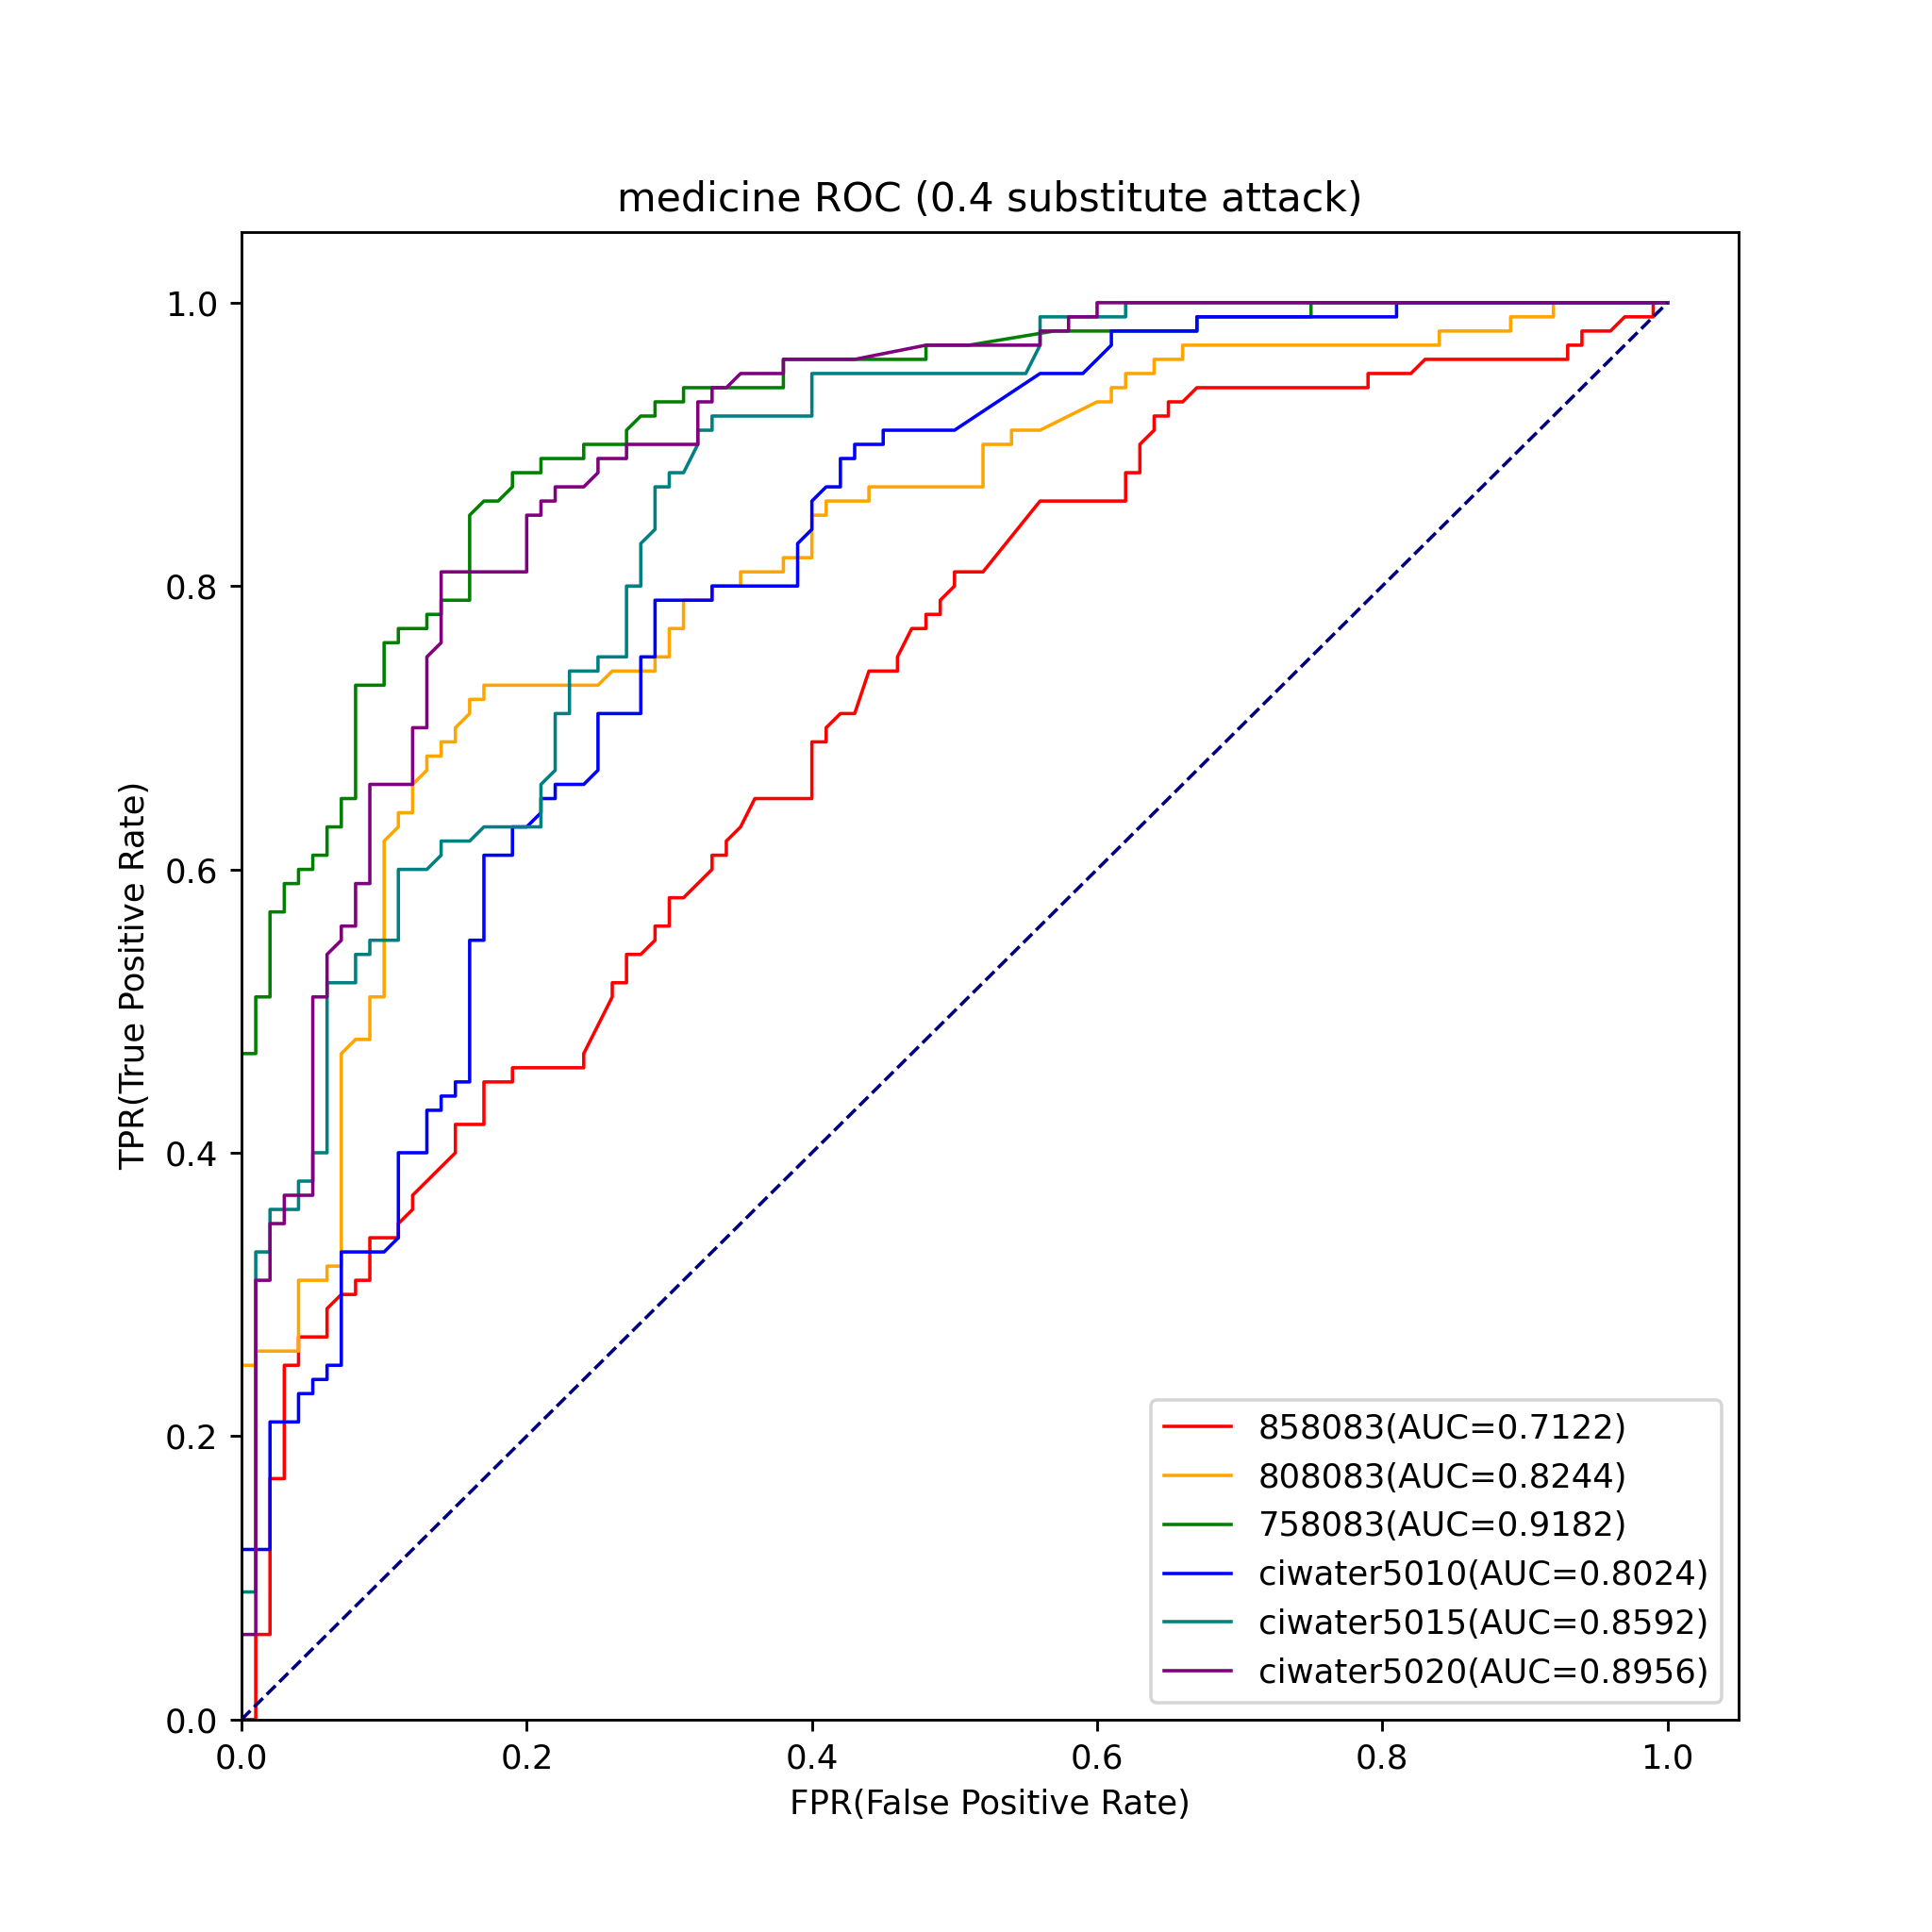 medicine ROC (0.4 substitute attack)
TPR(True Positive Rate)
1.0
0.8
0.6
0.4
0.2
0.0
0.0 0.2 0.4 0.6 0.8 1.0
FPR(False Positive Rate)
858083(AUC=0.7122)
808083(AUC=0.8244)
758083(AUC=0.9182)
ciwater5010(AUC=0.8024)
ciwater5015(AUC=0.8592)
ciwater5020(AUC=0.8956)